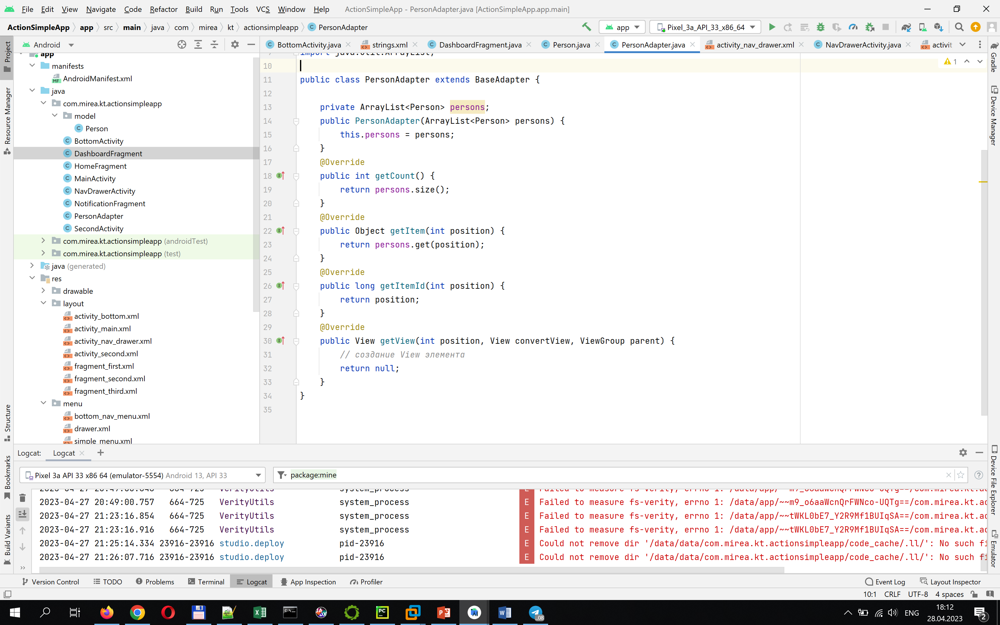 File Edit View Navigate Code Refactor Build Run Tools VCS Window Help ActionSimpleApp - PersonAdapter.java [ActionSimpleApp.app.main]
ActionSimpleApp app src main java com mirea kt actionsimpleapp PersonAdapter app Pixel_3a_API_33_x86_64
Android
BottomActivity.java strings.xml DashboardFragment.java Person.java PersonAdapter.java activity_nav_drawer.xml NavDrawerActivity.java activit
Project
Resource Manager
Structure
Bookmarks
Build Variants
app
manifests
AndroidManifest.xml
java
com.mirea.kt.actionsimpleapp
model
Person
BottomActivity
DashboardFragment
HomeFragment
MainActivity
NavDrawerActivity
NotificationFragment
PersonAdapter
SecondActivity
com.mirea.kt.actionsimpleapp (androidTest)
com.mirea.kt.actionsimpleapp (test)
java (generated)
res
drawable
layout
activity_bottom.xml
activity_main.xml
activity_nav_drawer.xml
activity_second.xml
fragment_first.xml
fragment_second.xml
fragment_third.xml
menu
bottom_nav_menu.xml
drawer.xml
simple_menu.xml
import java.util.ArrayList;
10
11 public class PersonAdapter extends BaseAdapter {
12
13 private ArrayList<Person> persons;
14 public PersonAdapter(ArrayList<Person> persons) {
15 this.persons = persons;
16 }
17 @Override
18 public int getCount() {
19 return persons.size();
20 }
21 @Override
22 public Object getItem(int position) {
23 return persons.get(position);
24 }
25 @Override
26 public long getItemId(int position) {
27 return position;
28 }
29 @Override
30 public View getView(int position, View convertView, ViewGroup parent) {
31 // создание View элемента
32 return null;
33 }
34 }
35
1
Gradle
Device Manager
Device File Explorer
Emulator
Logcat: Logcat
Pixel 3a API 33 x86 64 (emulator-5554) Android 13, API 33 package:mine
2023-04-27 20:49:00.757 664-725 VerityUtils system_process E Failed to measure fs-verity, errno 1: /data/app/~~m9_o6aaWcnQrFWNco-UQTg==/com.mirea.kt.ac
2023-04-27 21:23:16.854 664-725 VerityUtils system_process E Failed to measure fs-verity, errno 1: /data/app/~~tWKL0bE7_Y2R9Mf1BUIqSA==/com.mirea.kt.ac
2023-04-27 21:23:16.916 664-725 VerityUtils system_process E Failed to measure fs-verity, errno 1: /data/app/~~tWKL0bE7_Y2R9Mf1BUIqSA==/com.mirea.kt.ac
2023-04-27 21:25:14.334 23916-23916 studio.deploy pid-23916 E Could not remove dir '/data/data/com.mirea.kt.actionsimpleapp/code_cache/.ll/': No such fi
2023-04-27 21:26:07.716 23916-23916 studio.deploy pid-23916 E Could not remove dir '/data/data/com.mirea.kt.actionsimpleapp/code_cache/.ll/': No such fi
Version Control TODO Problems Terminal Logcat App Inspection Profiler Event Log Layout Inspector
10:1 CRLF UTF-8 4 spaces
ENG 18:12
28.04.2023
2